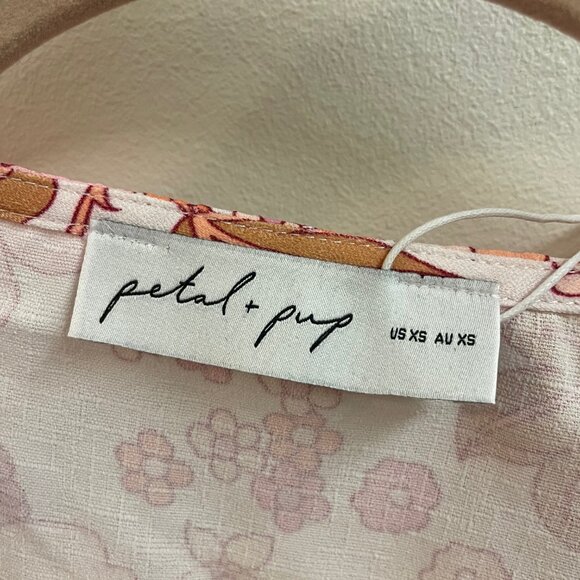 petal + pup US XS AU XS